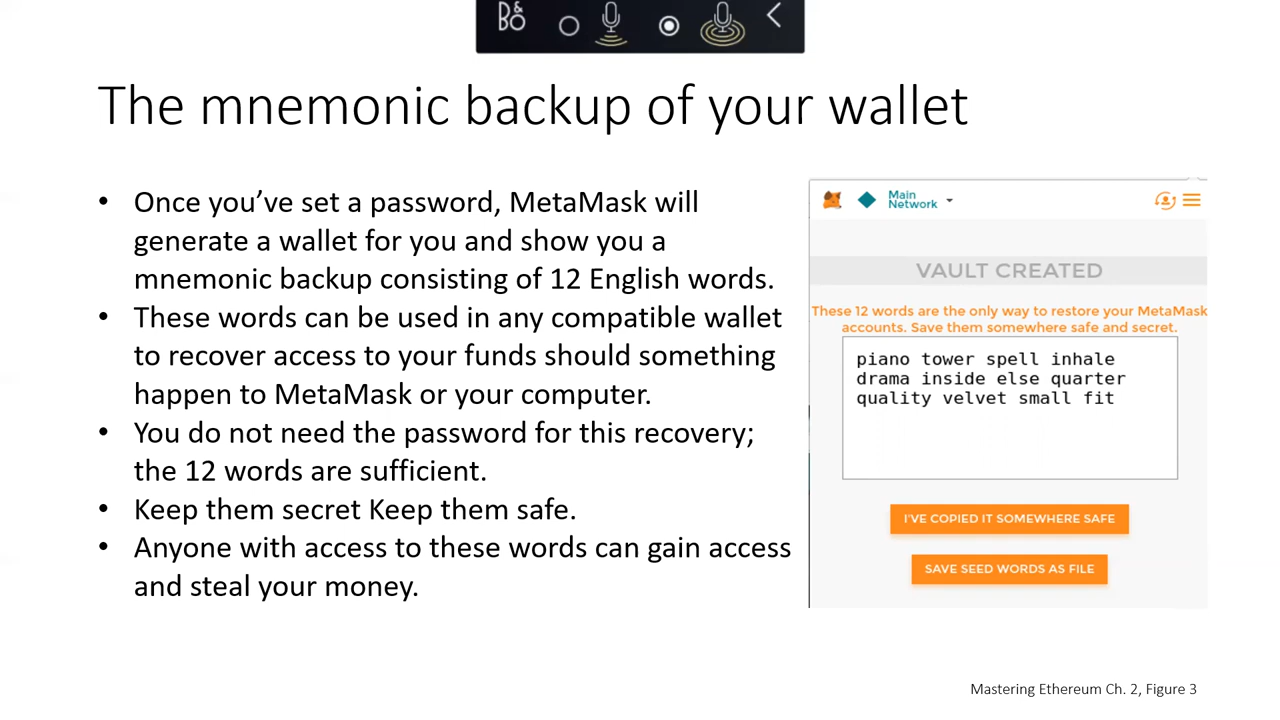 B&O
The mnemonic backup of your wallet
• Once you’ve set a password, MetaMask will
generate a wallet for you and show you a
mnemonic backup consisting of 12 English words.
• These words can be used in any compatible wallet
to recover access to your funds should something
happen to MetaMask or your computer.
• You do not need the password for this recovery;
the 12 words are sufficient.
• Keep them secret Keep them safe.
• Anyone with access to these words can gain access
and steal your money.
Main
Network
VAULT CREATED
These 12 words are the only way to restore your MetaMask
accounts. Save them somewhere safe and secret.
piano tower spell inhale
drama inside else quarter
quality velvet small fit
I'VE COPIED IT SOMEWHERE SAFE
SAVE SEED WORDS AS FILE
Mastering Ethereum Ch. 2, Figure 3